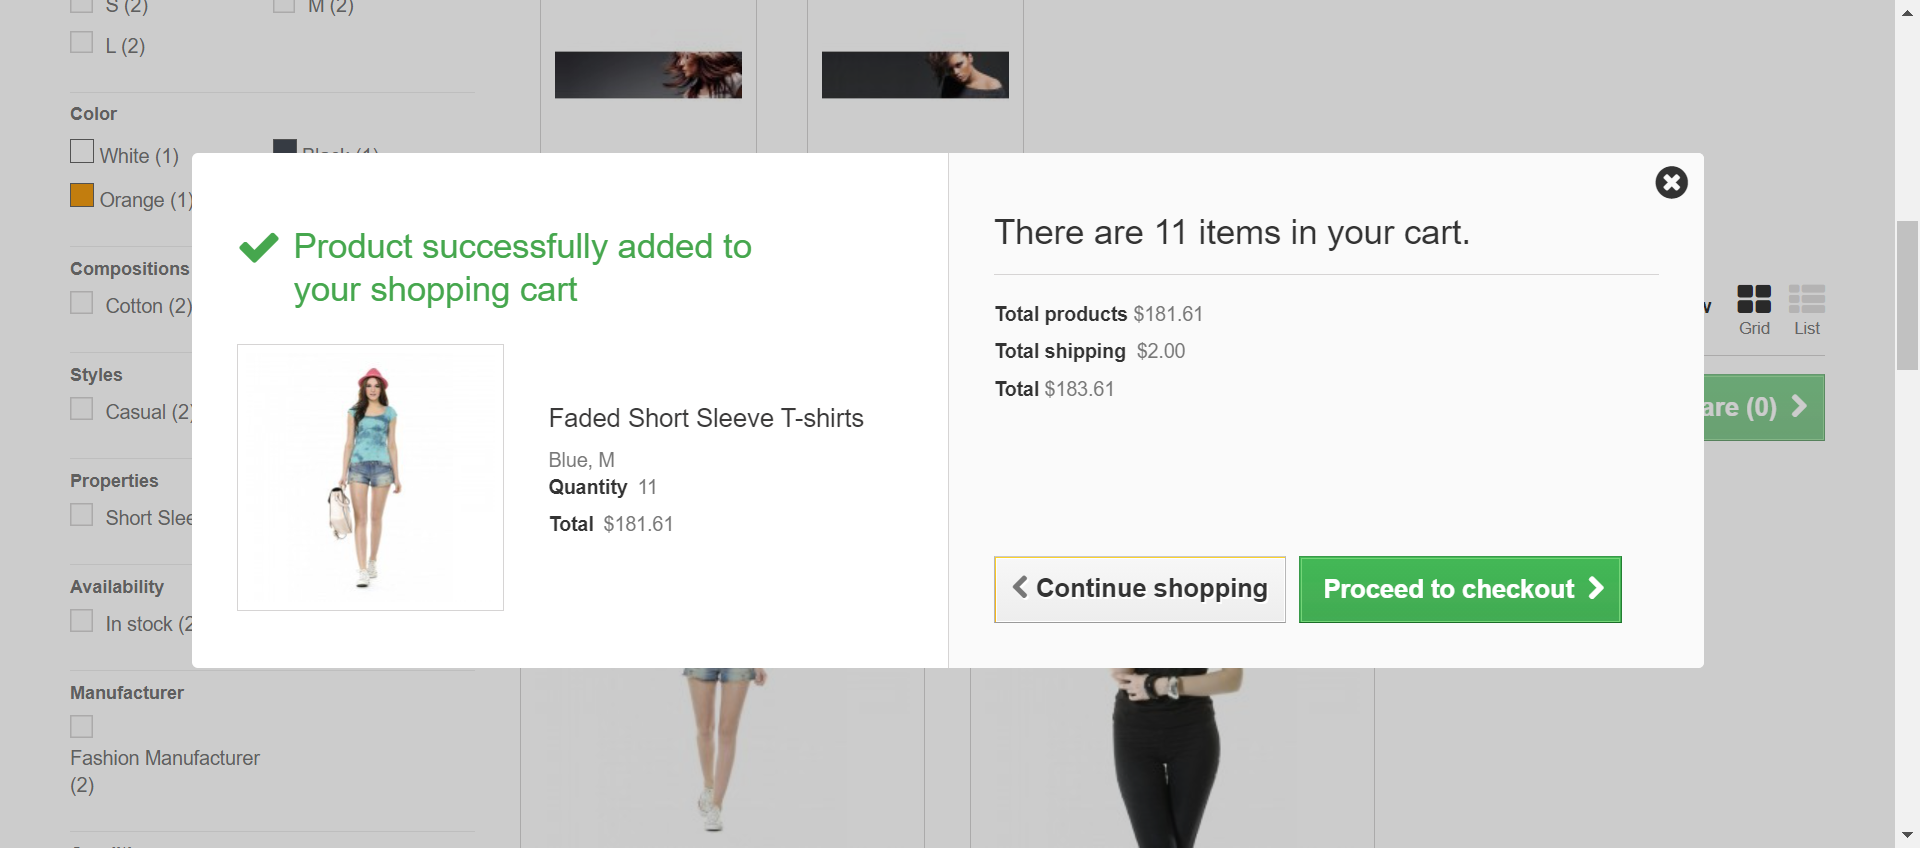 S (2)
M (2)
L (2)
Color
White (1)
Black (1)
Orange (1)
Compositions
Cotton (2)
Styles
Casual (2)
Properties
Short Slee
Availability
In stock (2
Manufacturer
Fashion Manufacturer
(2)
Product successfully added to
your shopping cart
Faded Short Sleeve T-shirts
Blue, M
Quantity 11
Total $181.61
There are 11 items in your cart.
Total products $181.61
Total shipping $2.00
Total $183.61
Continue shopping
Proceed to checkout
Grid
List
are (0)